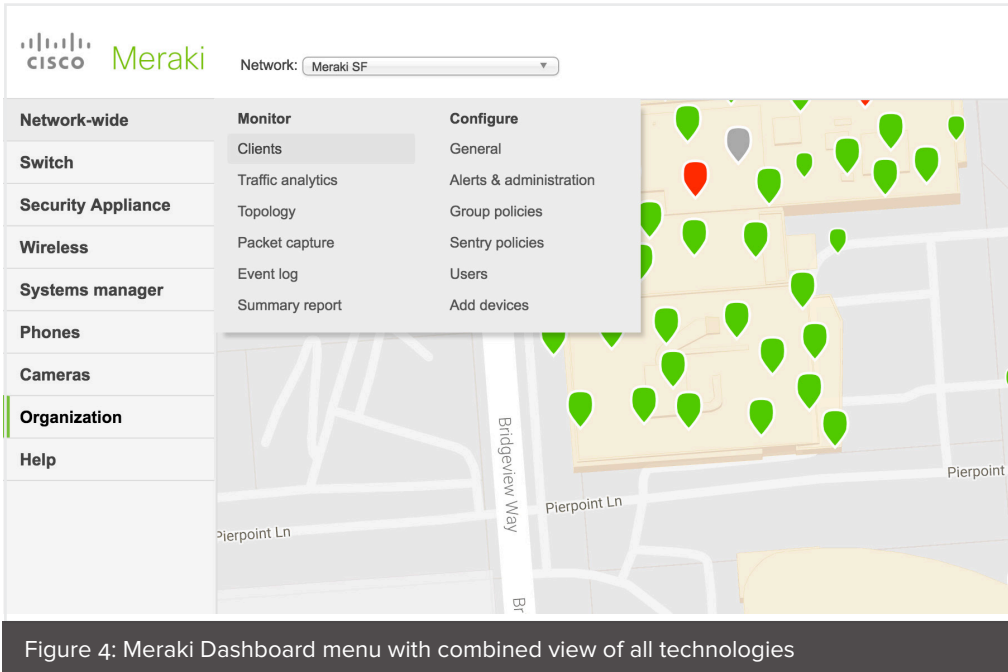 CISCO Meraki
Network: Meraki SF
Network-wide
Switch
Security Appliance
Wireless
Systems manager
Phones
Cameras
Organization
Help
Monitor
Clients
Traffic analytics
Topology
Packet capture
Event log
Summary report
Configure
General
Alerts & administration
Group policies
Sentry policies
Users
Add devices
Bridgeview Way
Pierpoint Ln
Pierpoint Ln
Pierpoint
Br
Figure 4: Meraki Dashboard menu with combined view of all technologies